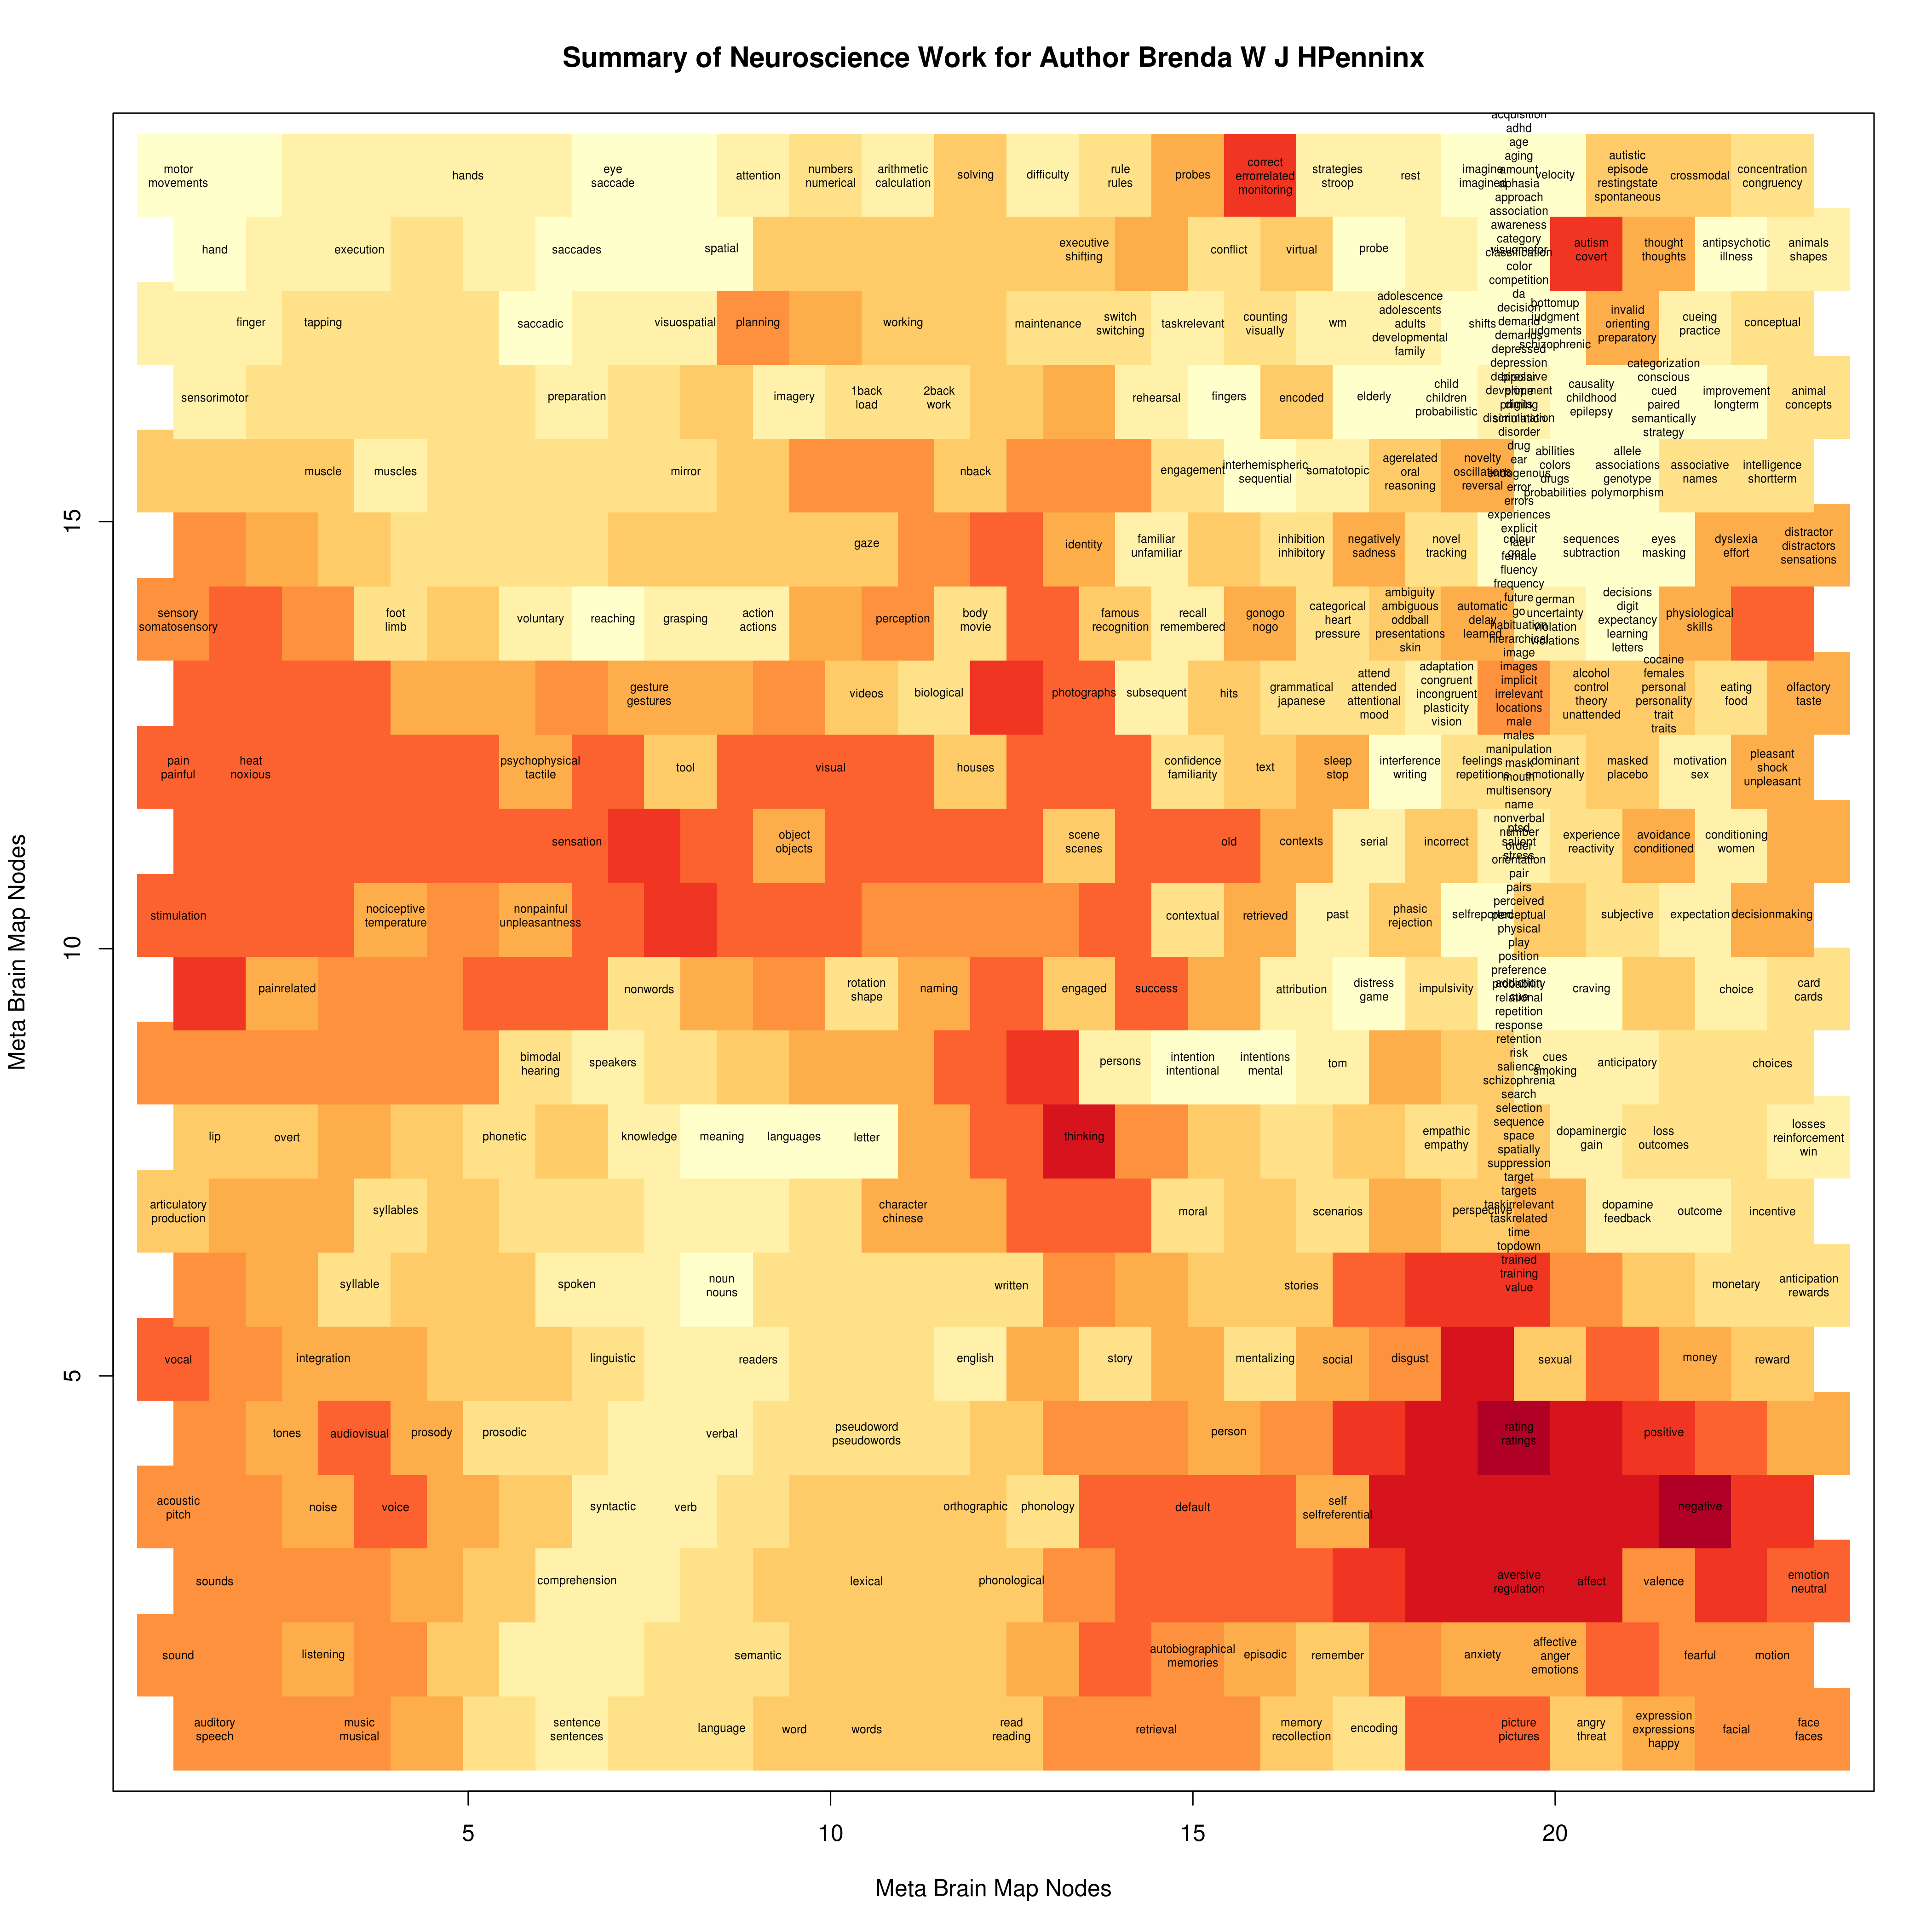 Summary of Neuroscience Work for Author Brenda W J HPenninx
acquisition
adhd
age
aging
amount
aphasia
approach
association
awareness
category
classification
color
competition
da
decision
demand
demands
depressed
depression
depressive
development
digits
discrimination
disorder
drug
ear
endogenous
error
errors
experiences
explicit
fact
female
fluency
frequency
future
go
habituation
hierarchical
image
images
implicit
irrelevant
locations
male
males
manipulation
mask
mouth
multisensory
name
nonverbal
number
order
orientation
pair
pairs
perceived
perceptual
physical
play
position
preference
probability
relational
repetition
response
retention
risk
salience
schizophrenia
search
selection
sequence
space
spatially
suppression
target
targets
taskirrelevant
taskrelated
time
topdown
trained
training
value
motor
movements
hands
eye
saccade
attention
numbers
numerical
arithmetic
calculation
solving
difficulty
rule
rules
probes
correct
errorrelated
monitoring
strategies
stroop
rest
imagine
imagined
velocity
autistic
episode
restingstate
spontaneous
crossmodal
concentration
congruency
hand
execution
saccades
spatial
executive
shifting
conflict
virtual
probe
visuomotor
autism
covert
thought
thoughts
antipsychotic
illness
animals
shapes
finger
tapping
saccadic
visuospatial
planning
working
maintenance
switch
switching
taskrelevant
counting
visually
wm
adolescence
adolescents
adults
developmental
family
shifts
bottomup
judgment
judgments
schizophrenic
invalid
orienting
preparatory
cueing
practice
conceptual
sensorimotor
preparation
imagery
1back
load
2back
work
rehearsal
fingers
encoded
elderly
child
children
probabilistic
causality
childhood
epilepsy
categorization
conscious
cued
paired
semantically
strategy
improvement
longterm
animal
concepts
muscle
muscles
mirror
nback
engagement
interhemispheric
sequential
somatotopic
agerelated
oral
reasoning
novelty
oscillations
reversal
abilities
colors
drugs
probabilities
allele
associations
genotype
polymorphism
associative
names
intelligence
shortterm
gaze
identity
familiar
unfamiliar
inhibition
inhibitory
negatively
sadness
novel
tracking
colour
goal
sequences
subtraction
eyes
masking
dyslexia
effort
distractor
distractors
sensations
sensory
somatosensory
foot
limb
voluntary
reaching
grasping
action
actions
perception
body
movie
famous
recognition
recall
remembered
gonogo
nogo
categorical
heart
pressure
ambiguity
ambiguous
oddball
presentations
skin
automatic
delay
learned
german
uncertainty
violation
violations
decisions
digit
expectancy
learning
letters
physiological
skills
gesture
gestures
videos
biological
photographs
subsequent
hits
grammatical
japanese
attend
attended
attentional
mood
adaptation
congruent
incongruent
plasticity
vision
alcohol
control
theory
unattended
cocaine
females
personal
personality
trait
traits
eating
food
olfactory
taste
pain
painful
heat
noxious
psychophysical
tactile
tool
visual
houses
confidence
familiarity
text
sleep
stop
interference
writing
feelings
repetitions
dominant
emotionally
masked
placebo
motivation
sex
pleasant
shock
unpleasant
sensation
object
objects
scene
scenes
old
contexts
serial
incorrect
ptsd
salient
stress
experience
reactivity
avoidance
conditioned
conditioning
women
stimulation
nociceptive
temperature
nonpainful
unpleasantness
contextual
retrieved
past
phasic
rejection
selfreported
subjective
expectation
decisionmaking
painrelated
nonwords
rotation
shape
naming
engaged
success
attribution
distress
game
impulsivity
addiction
cue
craving
choice
card
cards
bimodal
hearing
speakers
persons
intention
intentional
intentions
mental
tom
cues
smoking
anticipatory
choices
lip
overt
phonetic
knowledge
meaning
languages
letter
thinking
empathic
empathy
dopaminergic
gain
loss
outcomes
losses
reinforcement
win
articulatory
production
syllables
character
chinese
moral
scenarios
perspective
dopamine
feedback
outcome
incentive
syllable
spoken
noun
nouns
written
stories
monetary
anticipation
rewards
vocal
integration
linguistic
readers
english
story
mentalizing
social
disgust
sexual
money
reward
tones
audiovisual
prosody
prosodic
verbal
pseudoword
pseudowords
person
rating
ratings
positive
acoustic
pitch
noise
voice
syntactic
verb
orthographic
phonology
default
self
selfreferential
negative
sounds
comprehension
lexical
phonological
aversive
regulation
affect
valence
emotion
neutral
sound
listening
semantic
autobiographical
memories
episodic
remember
anxiety
affective
anger
emotions
fearful
motion
auditory
speech
music
musical
sentence
sentences
language
word
words
read
reading
retrieval
memory
recollection
encoding
picture
pictures
angry
threat
expression
expressions
happy
facial
face
faces
5
10
15
20
Meta Brain Map Nodes
5
10
15
Meta Brain Map Nodes